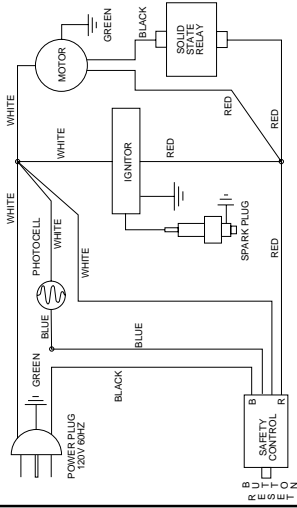 POWER PLUG
120V 60HZ
GREEN
BLUE
PHOTOCELL
WHITE
WHITE
WHITE
WHITE
WHITE
MOTOR
GREEN
BLACK
SOLID
STATE
RELAY
IGNITOR
SPARK PLUG
RED
RED
RED
RED
BLACK
BLUE
B
R
SAFETY
CONTROL
RESET
BUTTON